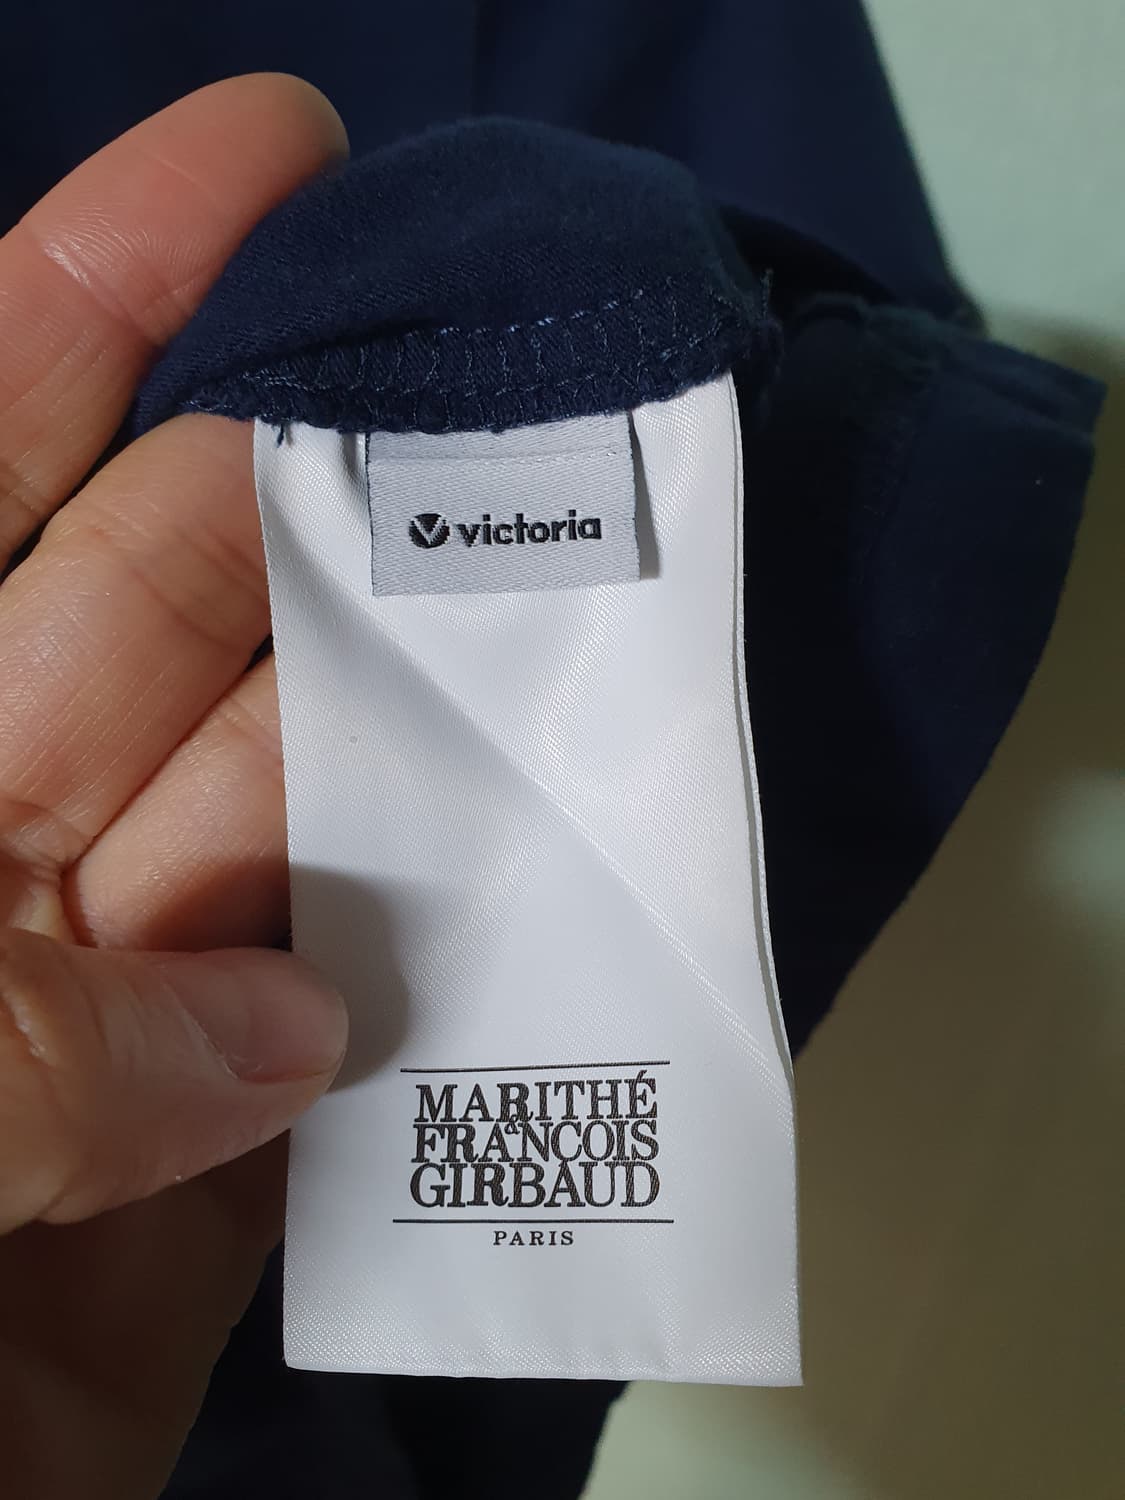 victoria
MARITHÉ
&
FRANÇOIS
GIRBAUD
PARIS